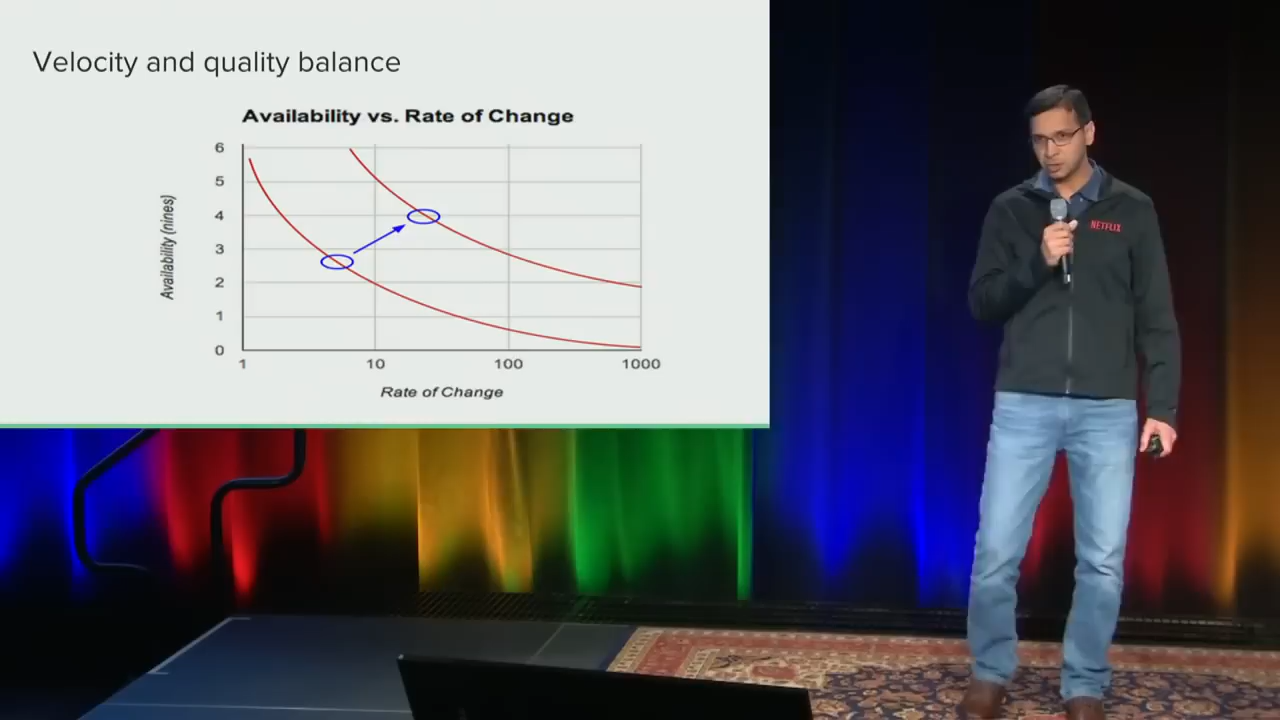 Velocity and quality balance
Availability vs. Rate of Change
Availability (nines)
6
5
4
3
2
1
0
1 10 100 1000
Rate of Change
NETFLIX